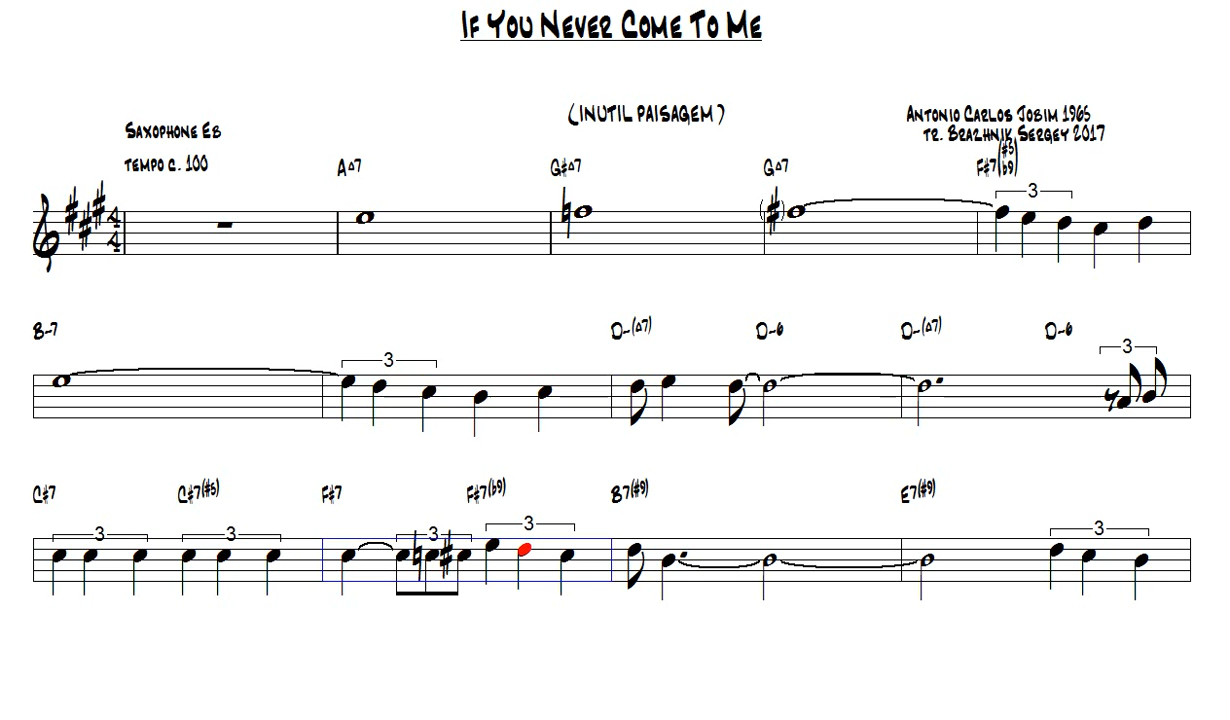 If You Never Come To Me
(INUTIL PAISAGEM)
Saxophone Eb
Antonio Carlos Jobim 1965
tr. Brazhnik Sergey 2017
tempo c. 100
A△7 G#△7 G△7 F#7(#5 b9)
4
4
3
B-7 D-(△7) D-6 D-(△7) D-6
3 3
C#7 C#7(#5) F#7 F#7(b9) B7(#9) E7(#9)
3 3 3 3 3